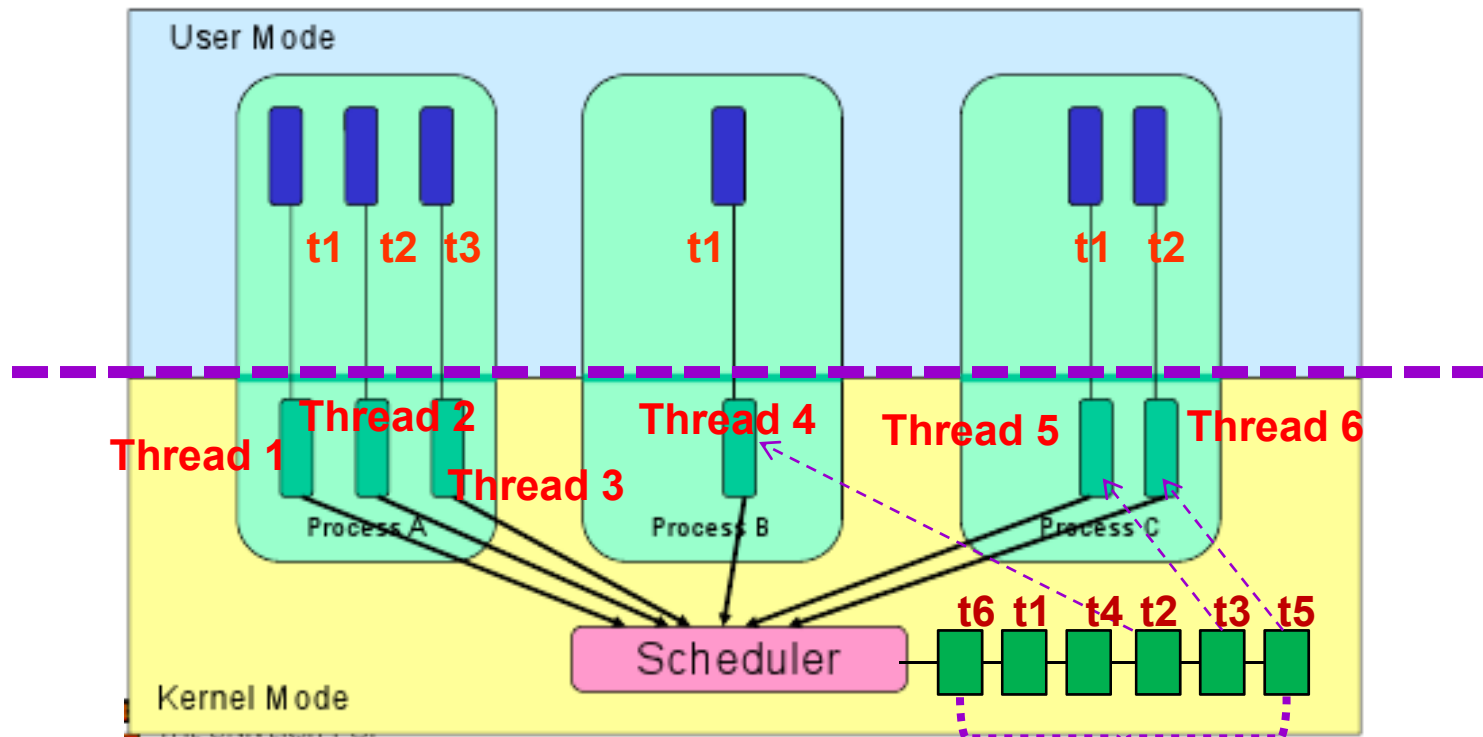 User Mode
t1 t2 t3 t1 t1 t2
Thread 1 Thread 2 Thread 3 Thread 4 Thread 5 Thread 6
Process A Process B Process C
t6 t1 t4 t2 t3 t5
Scheduler
Kernel Mode